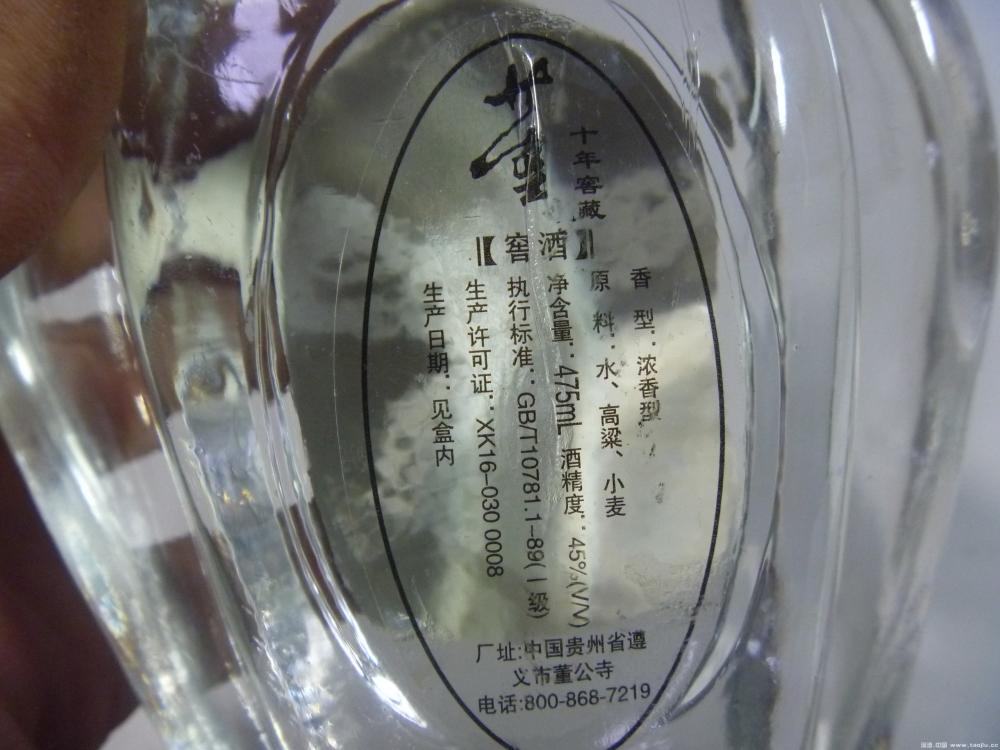 董
十年窖藏
【窖酒】
香 型：浓香型
原 料：水、高粱、小麦
净含量：475mL 酒精度：45%(V/V)
执行标准：GB/T10781.1-89(一级)
生产许可证：XK16-030 0008
生产日期：见盒内
厂址:中国贵州省遵
义市董公寺
电话:800-868-7219